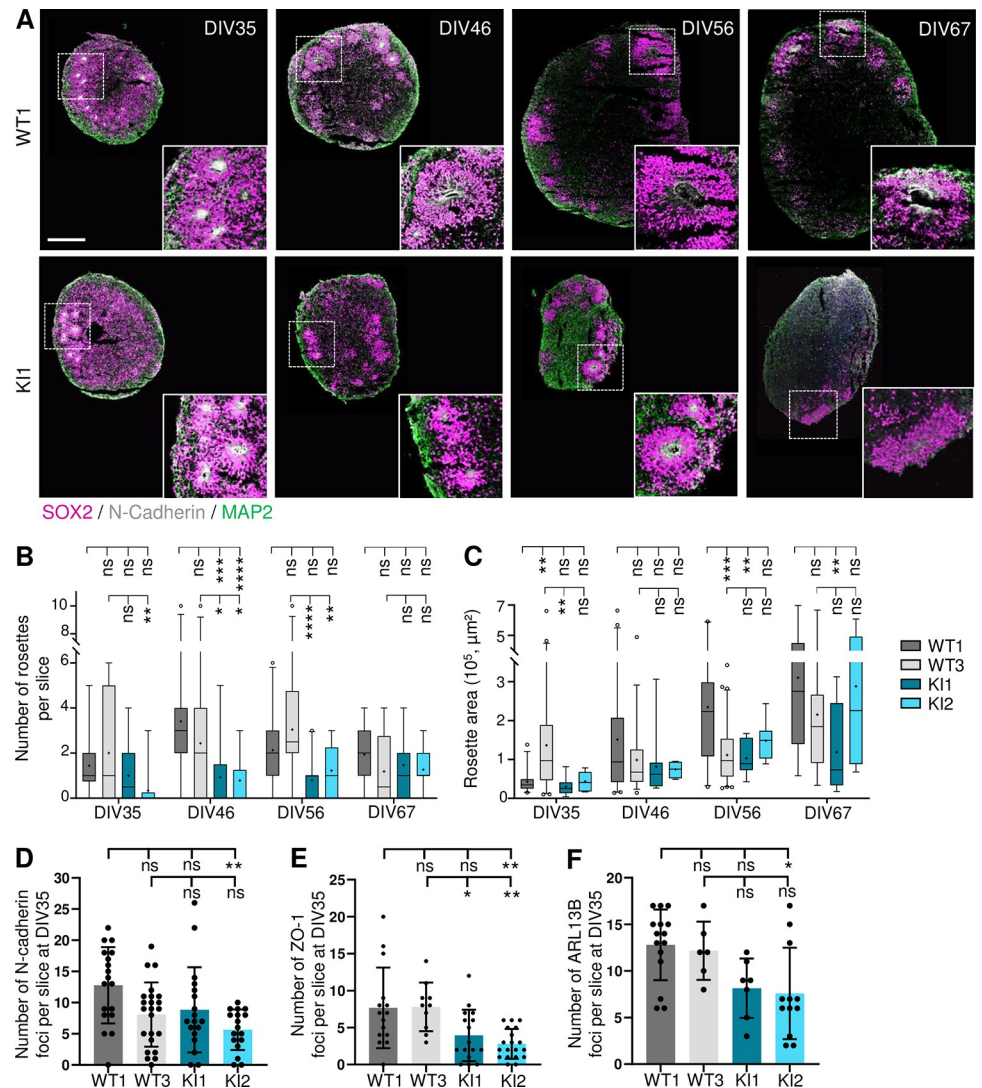 A
DIV35
DIV46
DIV56
DIV67
WT1
KI1
SOX2 / N-Cadherin / MAP2
B
ns
ns
ns
ns
***
****
ns
ns
ns
ns
ns
ns
ns
**
*
*
****
**
ns
ns
Number of rosettes
per slice
10
8
6
4
2
0
DIV35
DIV46
DIV56
DIV67
C
**
ns
ns
ns
ns
ns
***
**
ns
ns
**
ns
**
ns
ns
ns
ns
ns
ns
ns
Rosette area (10⁵, µm²)
7
5
3
2
1
0
DIV35
DIV46
DIV56
DIV67
WT1
WT3
KI1
KI2
D
ns
ns
**
ns
ns
Number of N-cadherin
foci per slice at DIV35
30
25
20
15
10
5
0
WT1
WT3
KI1
KI2
E
ns
ns
**
*
**
Number of ZO-1
foci per slice at DIV35
25
20
15
10
5
0
WT1
WT3
KI1
KI2
F
ns
ns
*
ns
ns
Number of ARL13B
foci per slice at DIV35
20
15
10
5
0
WT1
WT3
KI1
KI2